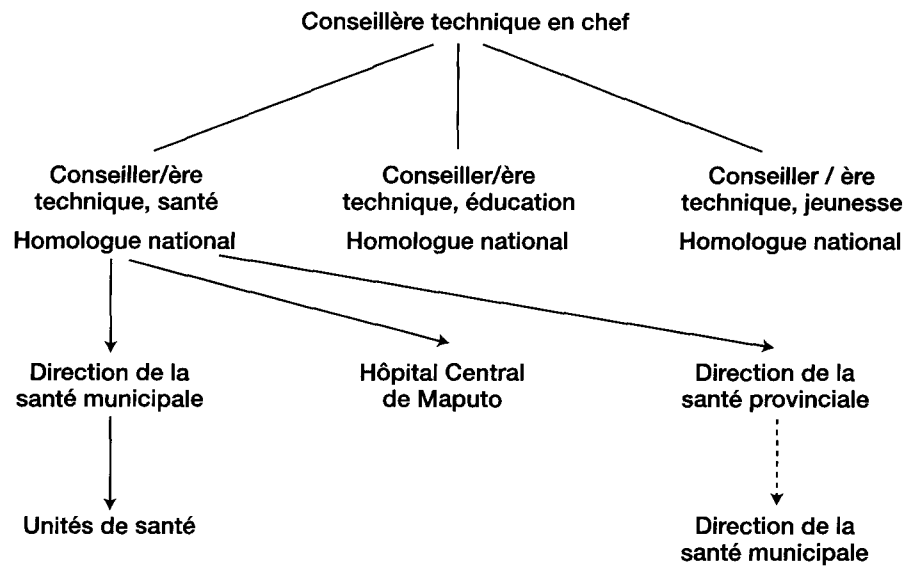 Conseillère technique en chef
Conseiller/ère
technique, santé
Homologue national
Conseiller/ère
technique, éducation
Homologue national
Conseiller / ère
technique, jeunesse
Homologue national
Direction de la
santé municipale
Hôpital Central
de Maputo
Direction de la
santé provinciale
Unités de santé
Direction de la
santé municipale